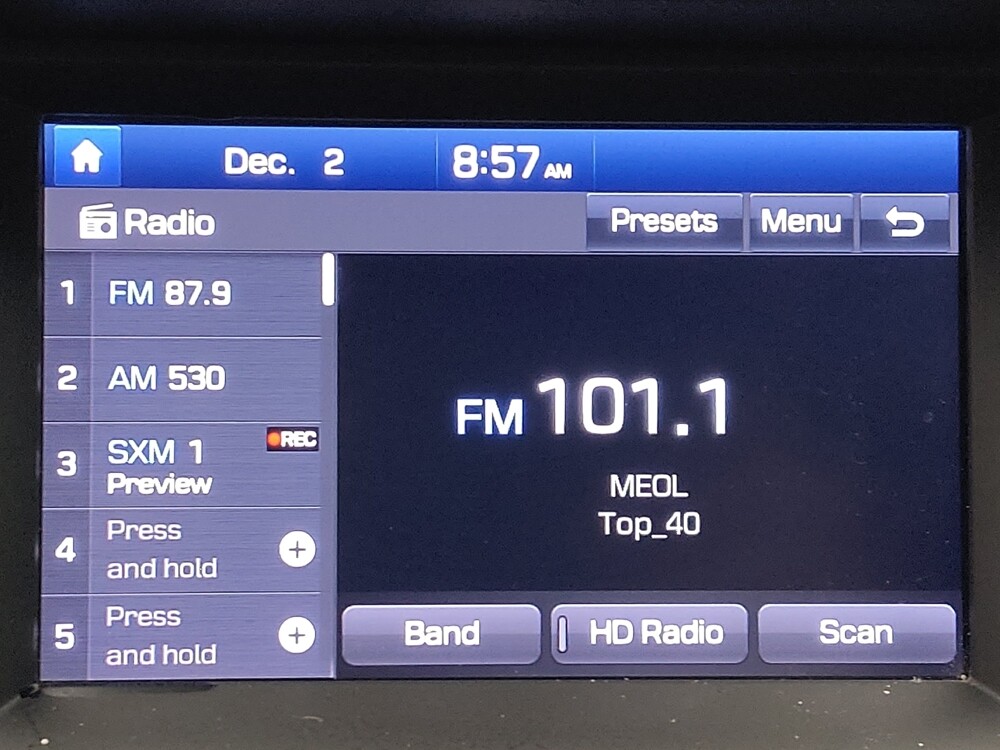 Dec. 2 8:57 AM
Radio Presets Menu
1 FM 87.9
2 AM 530
3 SXM 1 REC
Preview
4 Press
and hold
5 Press
and hold
FM 101.1
MEOL
Top_40
Band HD Radio Scan